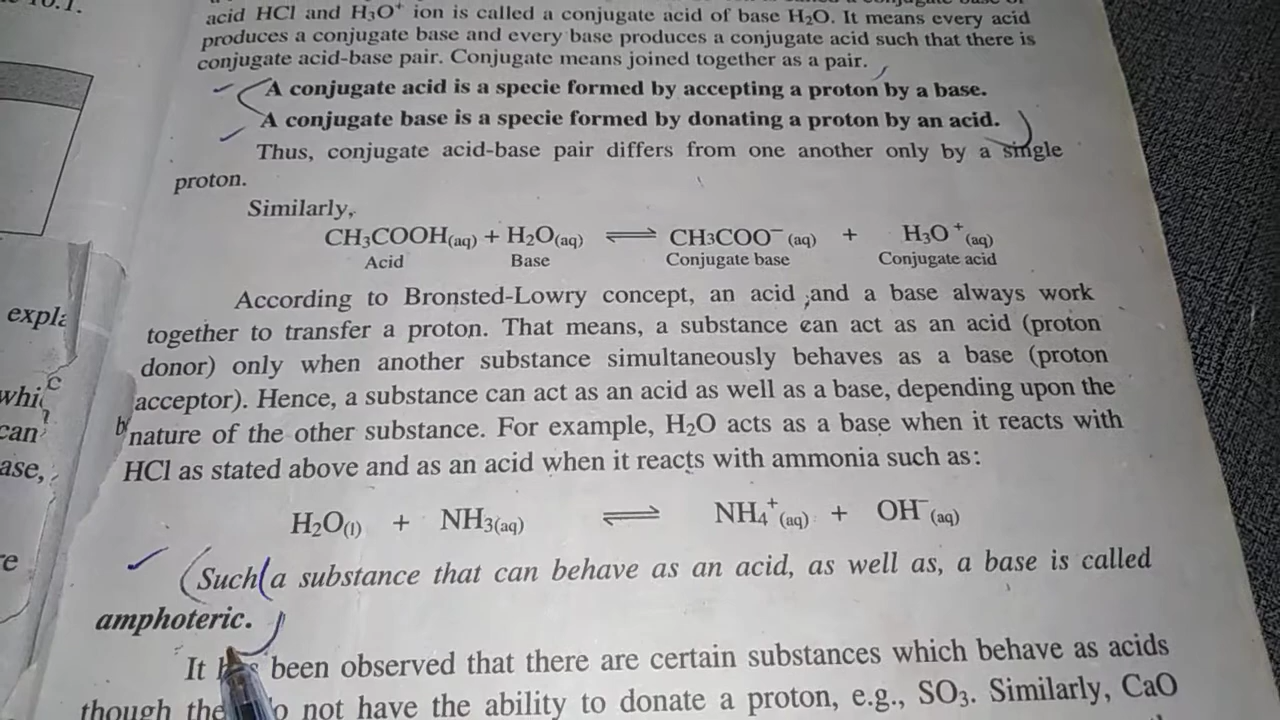 10.1.
acid HCl and H₃O⁺ ion is called a conjugate acid of base H₂O. It means every acid
produces a conjugate base and every base produces a conjugate acid such that there is
conjugate acid-base pair. Conjugate means joined together as a pair.
A conjugate acid is a specie formed by accepting a proton by a base.
A conjugate base is a specie formed by donating a proton by an acid.
Thus, conjugate acid-base pair differs from one another only by a single
proton.
Similarly,
CH₃COOH(aq) + H₂O(aq) ⇌ CH₃COO⁻ (aq) + H₃O⁺(aq)
Acid Base Conjugate base Conjugate acid
According to Bronsted-Lowry concept, an acid and a base always work
together to transfer a proton. That means, a substance can act as an acid (proton
donor) only when another substance simultaneously behaves as a base (proton
acceptor). Hence, a substance can act as an acid as well as a base, depending upon the
nature of the other substance. For example, H₂O acts as a base when it reacts with
HCl as stated above and as an acid when it reacts with ammonia such as:
H₂O(l) + NH₃(aq) ⇌ NH₄⁺(aq) + OH⁻(aq)
(Such (a substance that can behave as an acid, as well as, a base is called
amphoteric.)
It has been observed that there are certain substances which behave as acids
though do not have the ability to donate a proton, e.g., SO₃. Similarly, CaO
expla
whic
can
ase,